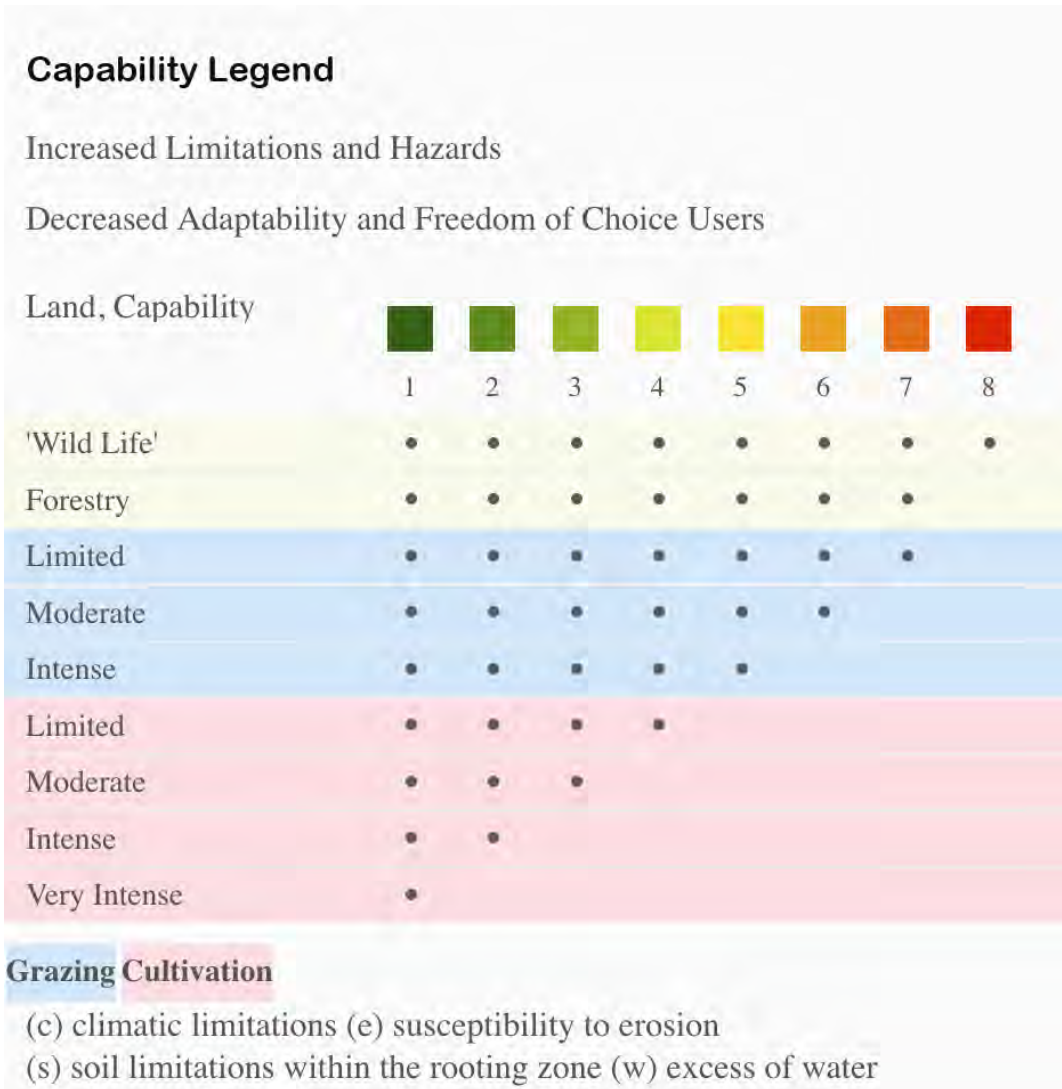 Capability Legend
Increased Limitations and Hazards
Decreased Adaptability and Freedom of Choice Users
Land, Capability
1 2 3 4 5 6 7 8
'Wild Life'
Forestry
Limited
Moderate
Intense
Limited
Moderate
Intense
Very Intense
Grazing Cultivation
(c) climatic limitations (e) susceptibility to erosion
(s) soil limitations within the rooting zone (w) excess of water